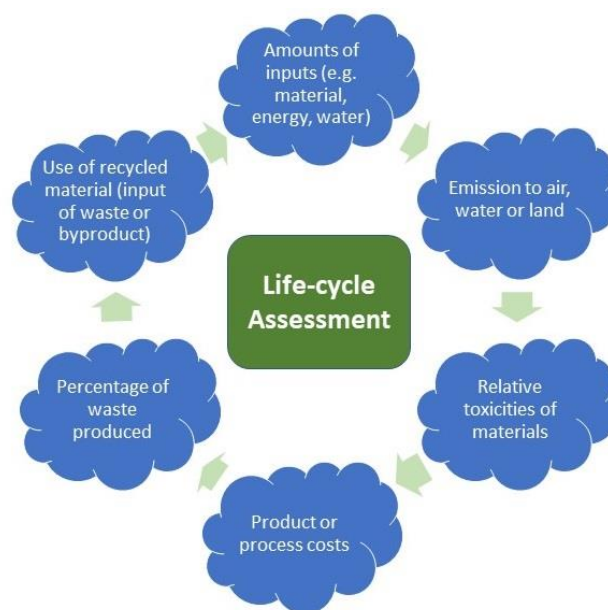 Amounts of
inputs (e.g.
material,
energy, water)
Emission to air,
water or land
Relative
toxicities of
materials
Product or
process costs
Percentage of
waste
produced
Use of recycled
material (input
of waste or
byproduct)
Life-cycle
Assessment